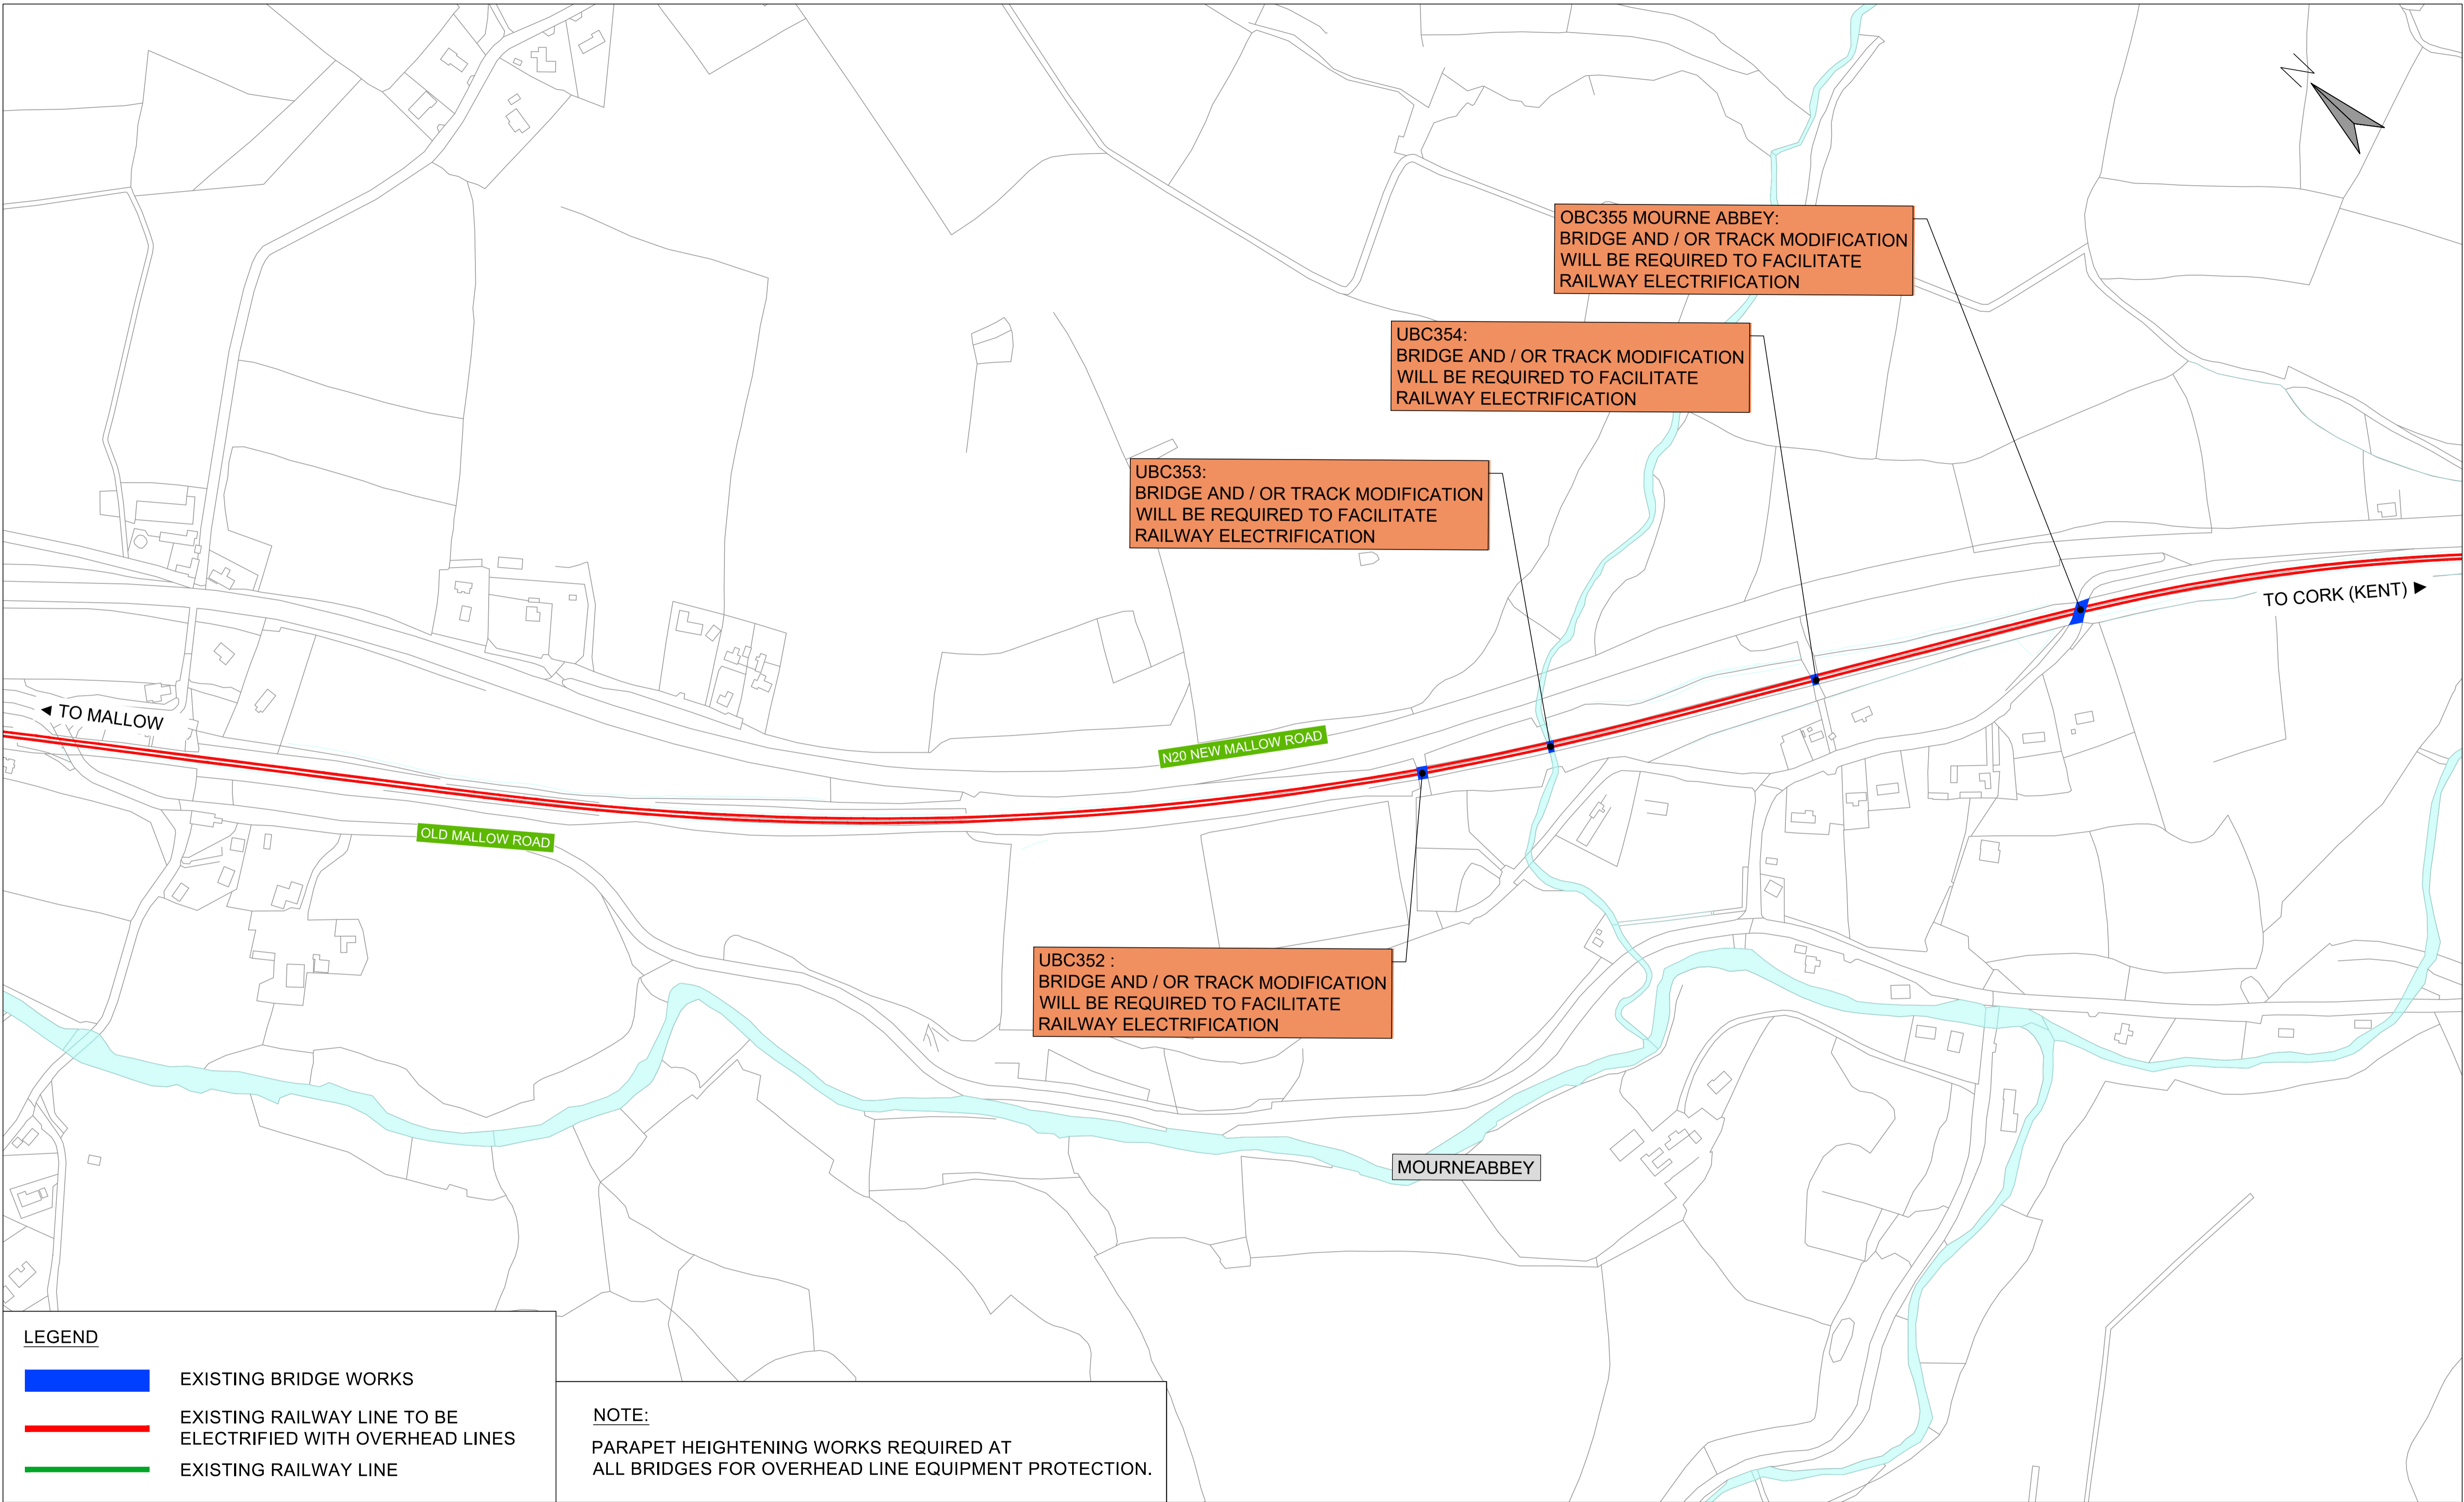 N
OBC355 MOURNE ABBEY:
BRIDGE AND / OR TRACK MODIFICATION
WILL BE REQUIRED TO FACILITATE
RAILWAY ELECTRIFICATION
UBC354:
BRIDGE AND / OR TRACK MODIFICATION
WILL BE REQUIRED TO FACILITATE
RAILWAY ELECTRIFICATION
UBC353:
BRIDGE AND / OR TRACK MODIFICATION
WILL BE REQUIRED TO FACILITATE
RAILWAY ELECTRIFICATION
TO CORK (KENT) ►
◄ TO MALLOW
N20 NEW MALLOW ROAD
OLD MALLOW ROAD
UBC352 :
BRIDGE AND / OR TRACK MODIFICATION
WILL BE REQUIRED TO FACILITATE
RAILWAY ELECTRIFICATION
MOURNEABBEY
LEGEND
EXISTING BRIDGE WORKS
EXISTING RAILWAY LINE TO BE
ELECTRIFIED WITH OVERHEAD LINES
EXISTING RAILWAY LINE
NOTE:
PARAPET HEIGHTENING WORKS REQUIRED AT
ALL BRIDGES FOR OVERHEAD LINE EQUIPMENT PROTECTION.